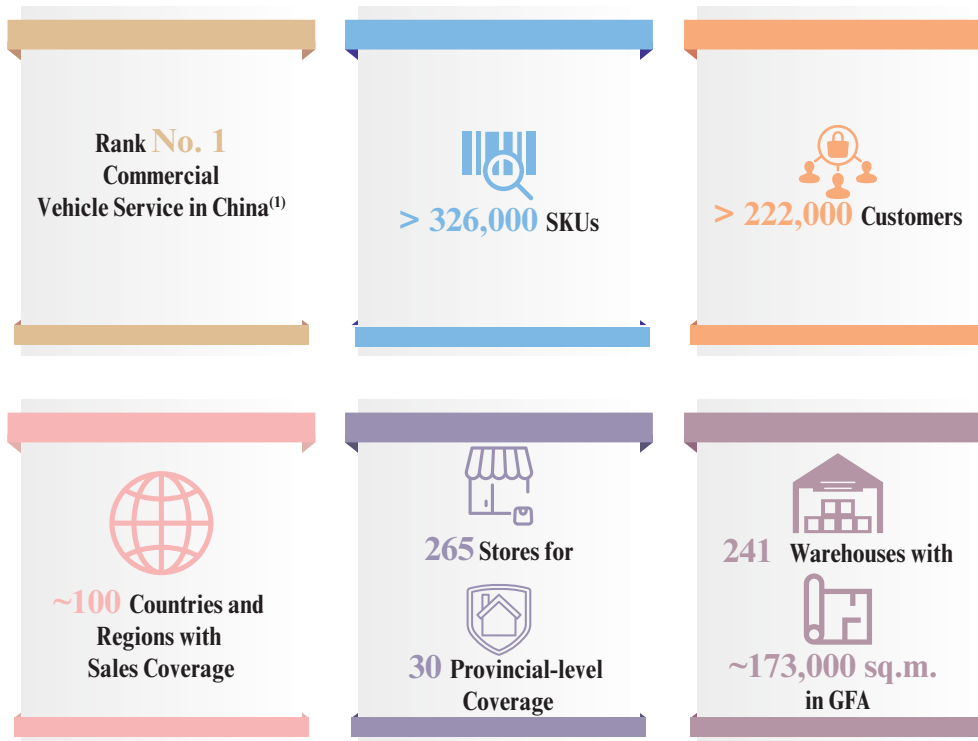 Rank No. 1
Commercial
Vehicle Service in China(1)
> 326,000 SKUs
> 222,000 Customers
~100 Countries and
Regions with
Sales Coverage
265 Stores for
30 Provincial-level
Coverage
241 Warehouses with
~173,000 sq.m.
in GFA